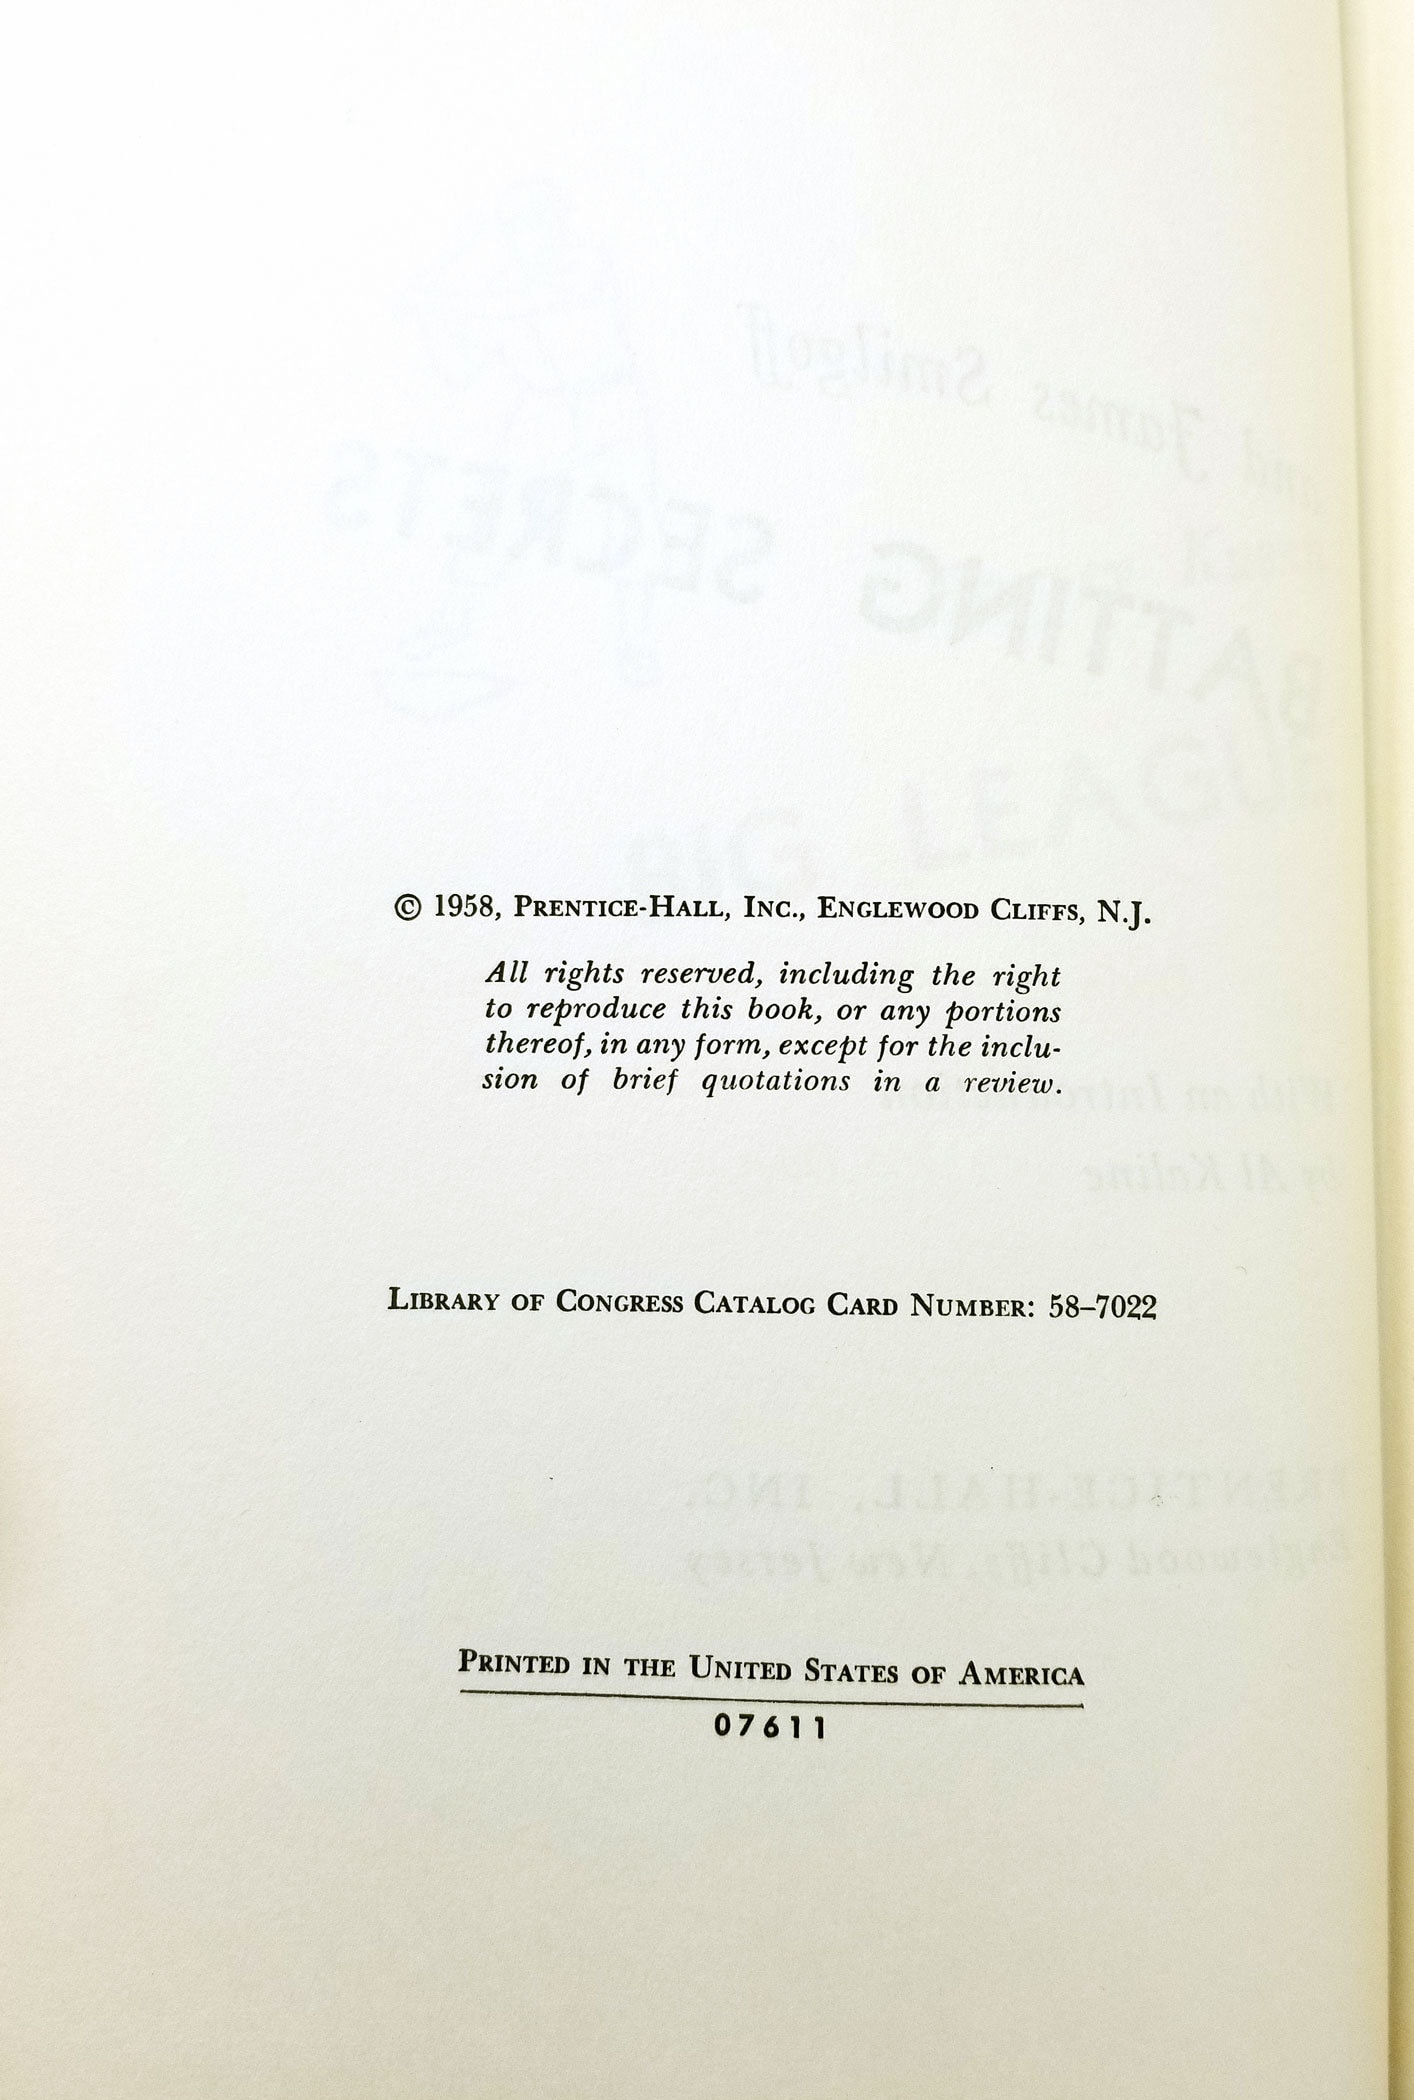 © 1958, PRENTICE-HALL, INC., ENGLEWOOD CLIFFS, N.J.
All rights reserved, including the right
to reproduce this book, or any portions
thereof, in any form, except for the inclu-
sion of brief quotations in a review.
LIBRARY OF CONGRESS CATALOG CARD NUMBER: 58–7022
PRINTED IN THE UNITED STATES OF AMERICA
07611